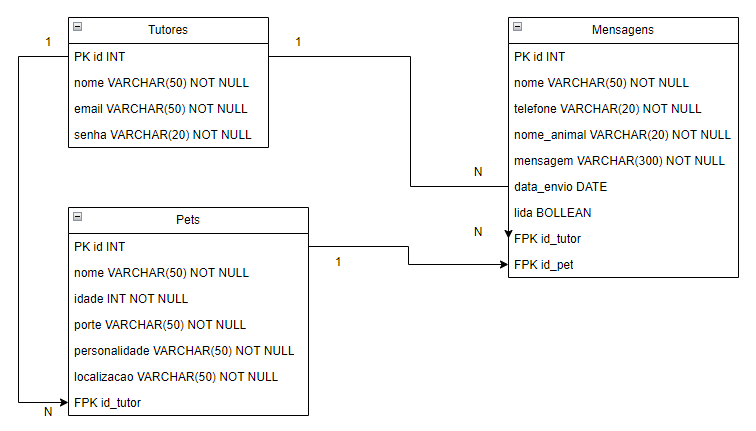 Tutores
PK id INT
nome VARCHAR(50) NOT NULL
email VARCHAR(50) NOT NULL
senha VARCHAR(20) NOT NULL
1
1
Mensagens
PK id INT
nome VARCHAR(50) NOT NULL
telefone VARCHAR(20) NOT NULL
nome_animal VARCHAR(20) NOT NULL
mensagem VARCHAR(300) NOT NULL
data_envio DATE
lida BOLLEAN
FPK id_tutor
FPK id_pet
N
N
1
Pets
PK id INT
nome VARCHAR(50) NOT NULL
idade INT NOT NULL
porte VARCHAR(50) NOT NULL
personalidade VARCHAR(50) NOT NULL
localizacao VARCHAR(50) NOT NULL
FPK id_tutor
N